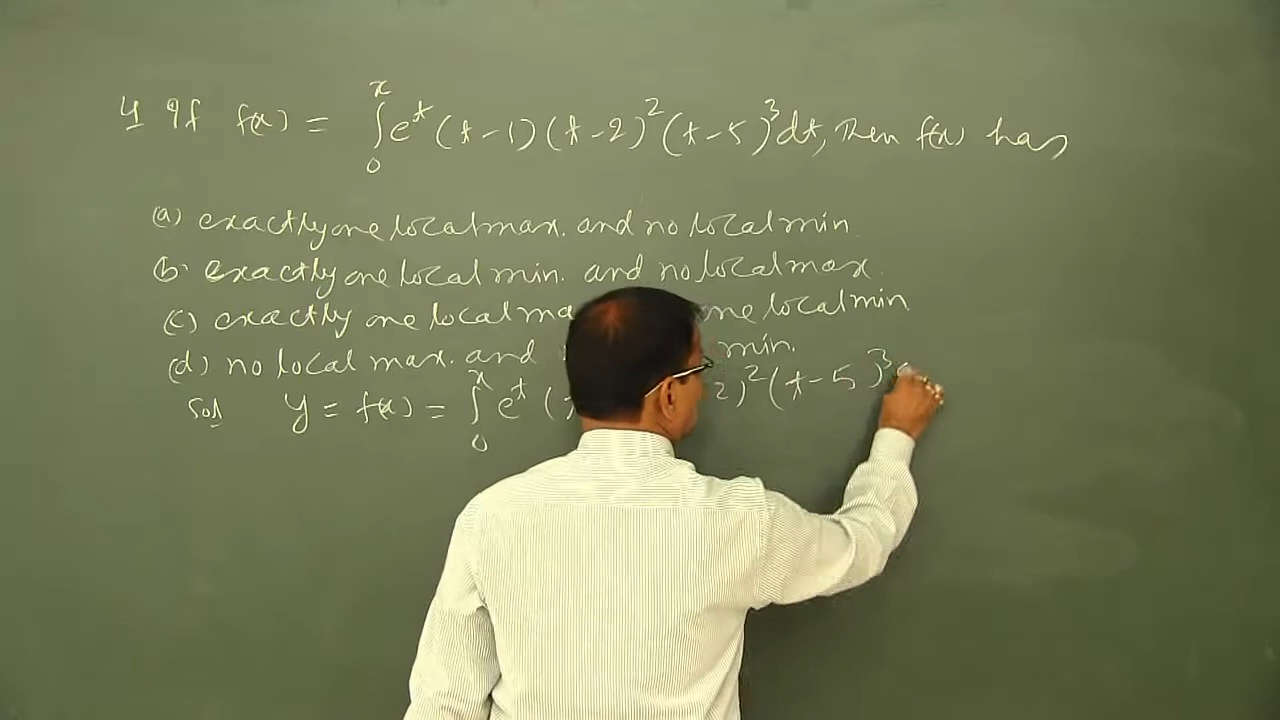 4 If f(x) = ∫₀ˣ eᵗ (t-1)(t-2)²(t-5)³dt, Then f(x) has
(a) exactly one local max. and no local min.
(b) exactly one local min. and no local max.
(c) exactly one local ma one local min
(d) no local max. and min.
Sol y = f(x) = ∫₀ˣ eᵗ ( 2)²(t-5)³